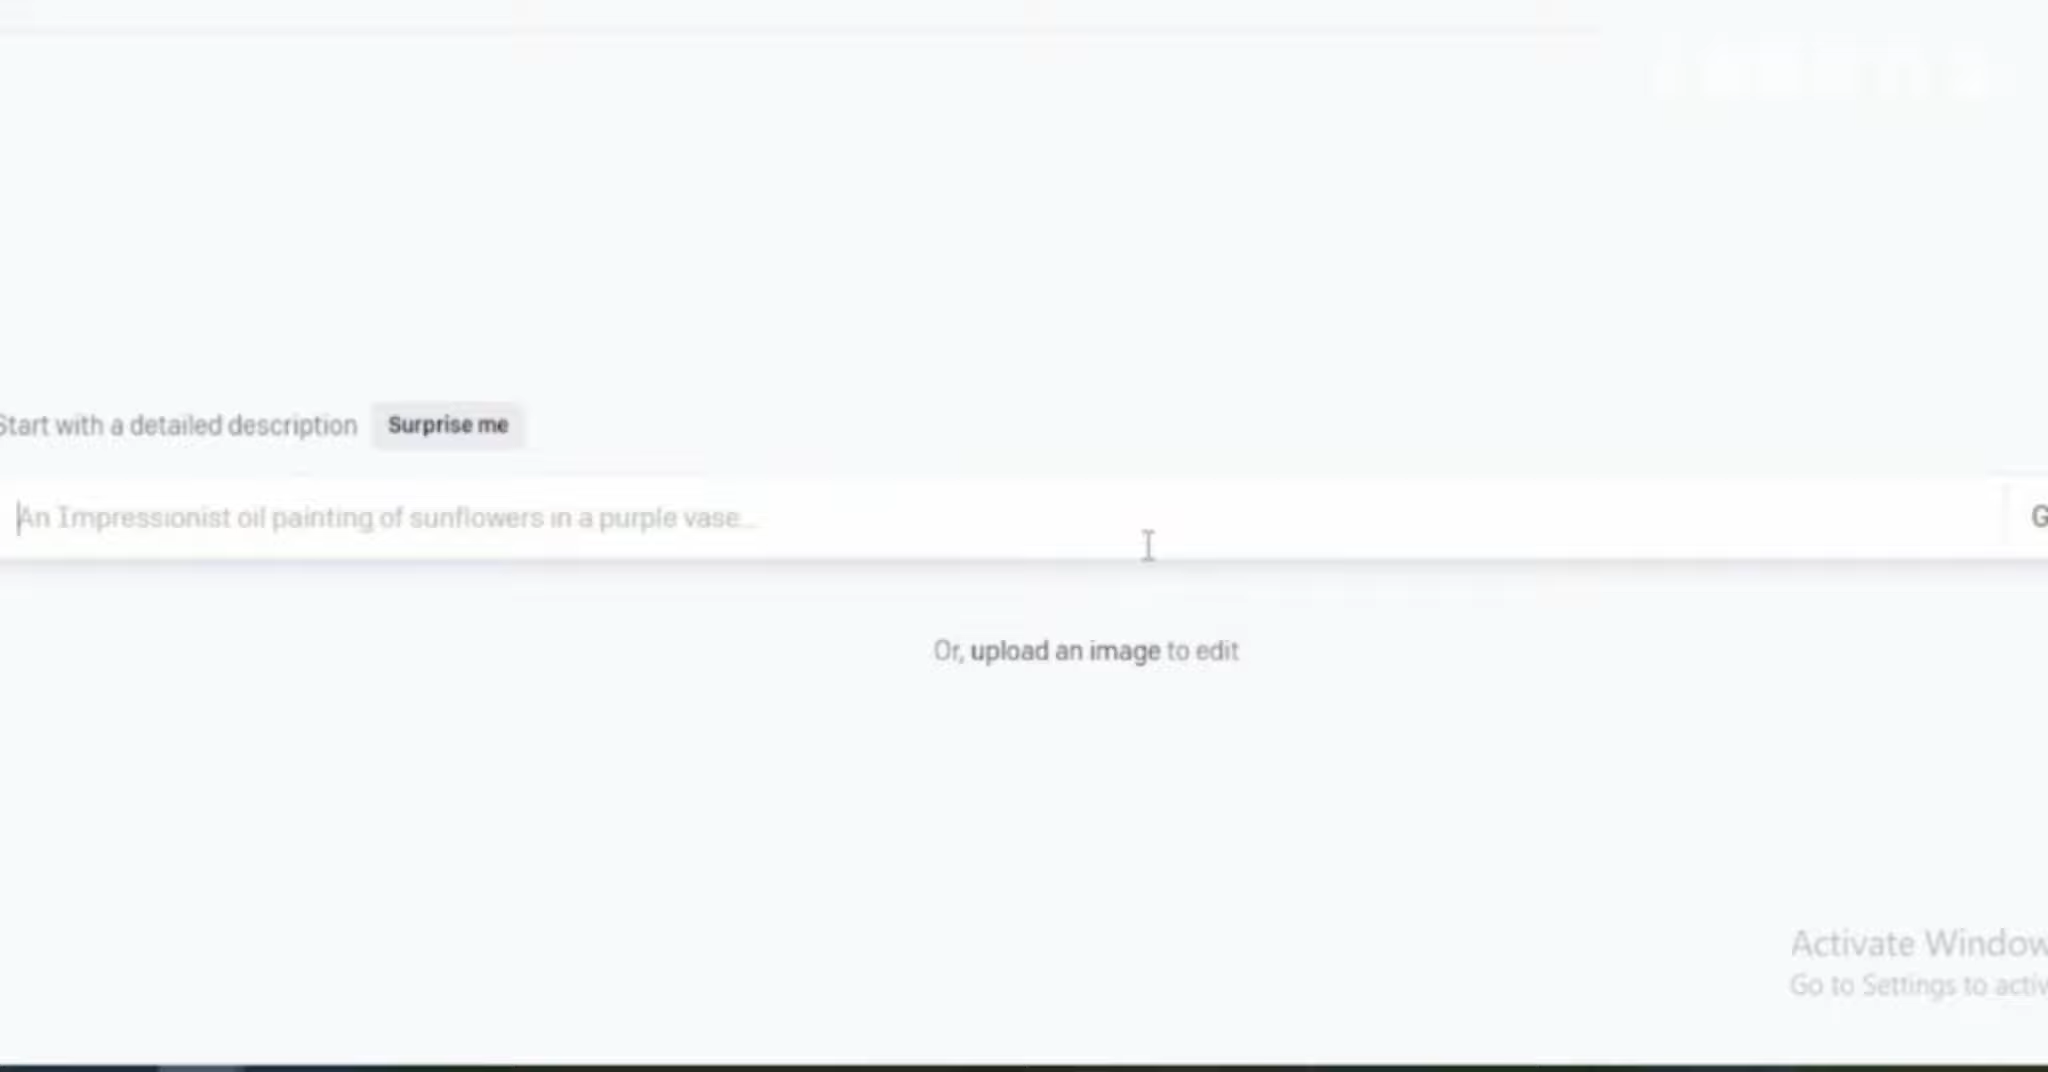 Start with a detailed description Surprise me
An Impressionist oil painting of sunflowers in a purple vase...
G
Or, upload an image to edit
Activate Window
Go to Settings to activ